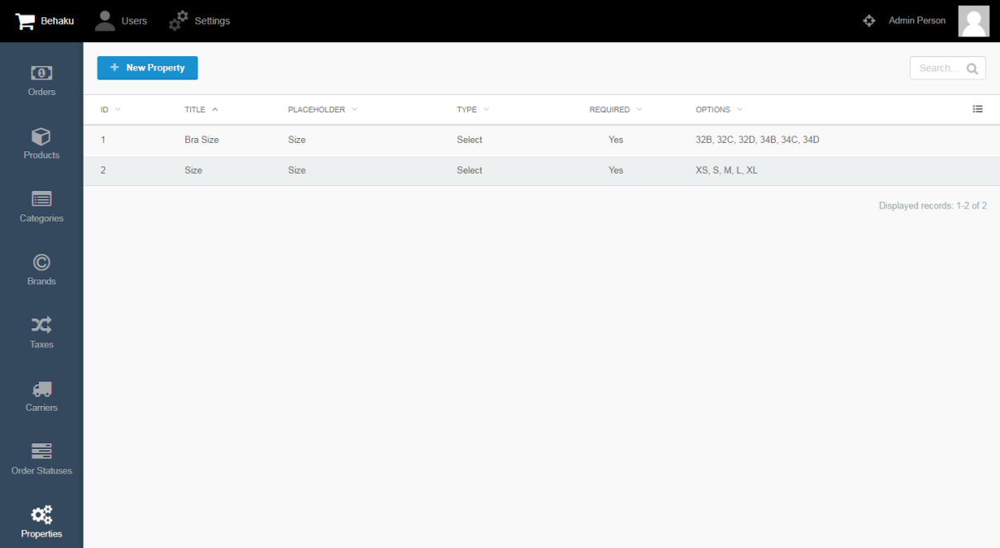 Behaku Users Settings Admin Person
Orders
Products
Categories
Brands
Taxes
Carriers
Order Statuses
Properties
+ New Property Search...
ID TITLE PLACEHOLDER TYPE REQUIRED OPTIONS
1 Bra Size Size Select Yes 32B, 32C, 32D, 34B, 34C, 34D
2 Size Size Select Yes XS, S, M, L, XL
Displayed records: 1-2 of 2